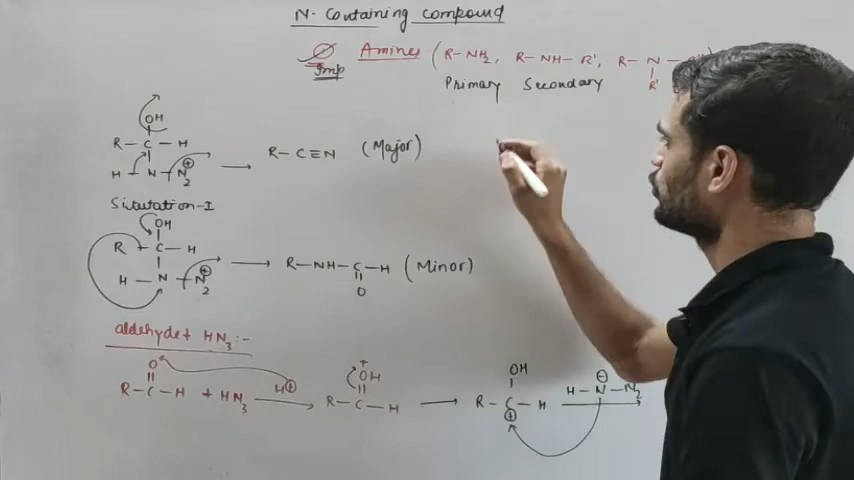 N- Containing compound
Imp Amines (R-NH2, R-NH-R', R-N-
R'
Primary Secondary
OH
R-C-H
H-N-N2 ⊕ → R-C≡N (Major)
Situtation-I
OH
R-C-H
H-N-N2 ⊕ → R-NH-C-H (Minor)
O
aldehyde+ HN3:-
O
R-C-H + HN3 H⊕ →
+
OH
R-C-H →
OH
R-C-H
⊕
⊖
H-N-N2 →